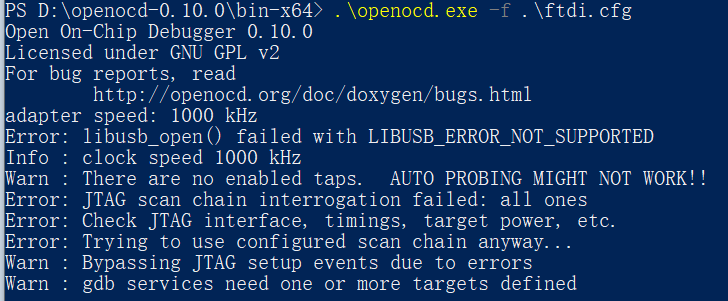 PS D:\openocd-0.10.0\bin-x64> .\openocd.exe -f .\ftdi.cfg
Open On-Chip Debugger 0.10.0
Licensed under GNU GPL v2
For bug reports, read
        http://openocd.org/doc/doxygen/bugs.html
adapter speed: 1000 kHz
Error: libusb_open() failed with LIBUSB_ERROR_NOT_SUPPORTED
Info : clock speed 1000 kHz
Warn : There are no enabled taps.  AUTO PROBING MIGHT NOT WORK!!
Error: JTAG scan chain interrogation failed: all ones
Error: Check JTAG interface, timings, target power, etc.
Error: Trying to use configured scan chain anyway...
Warn : Bypassing JTAG setup events due to errors
Warn : gdb services need one or more targets defined